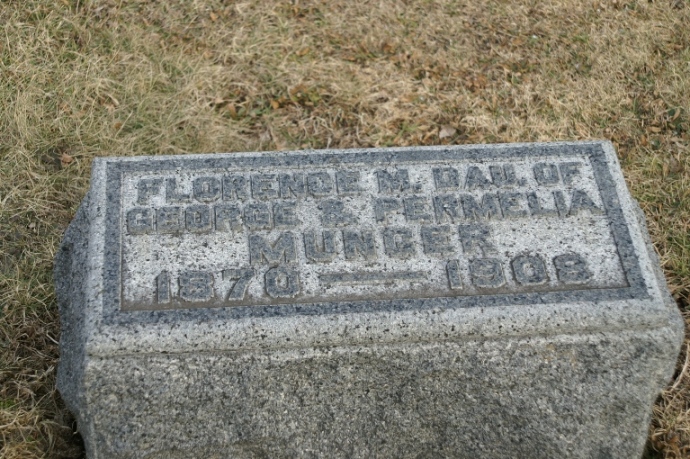 FLORENCE M. DAU. OF
GEORGE & PERMELIA
MUNGER
1870 — 1908